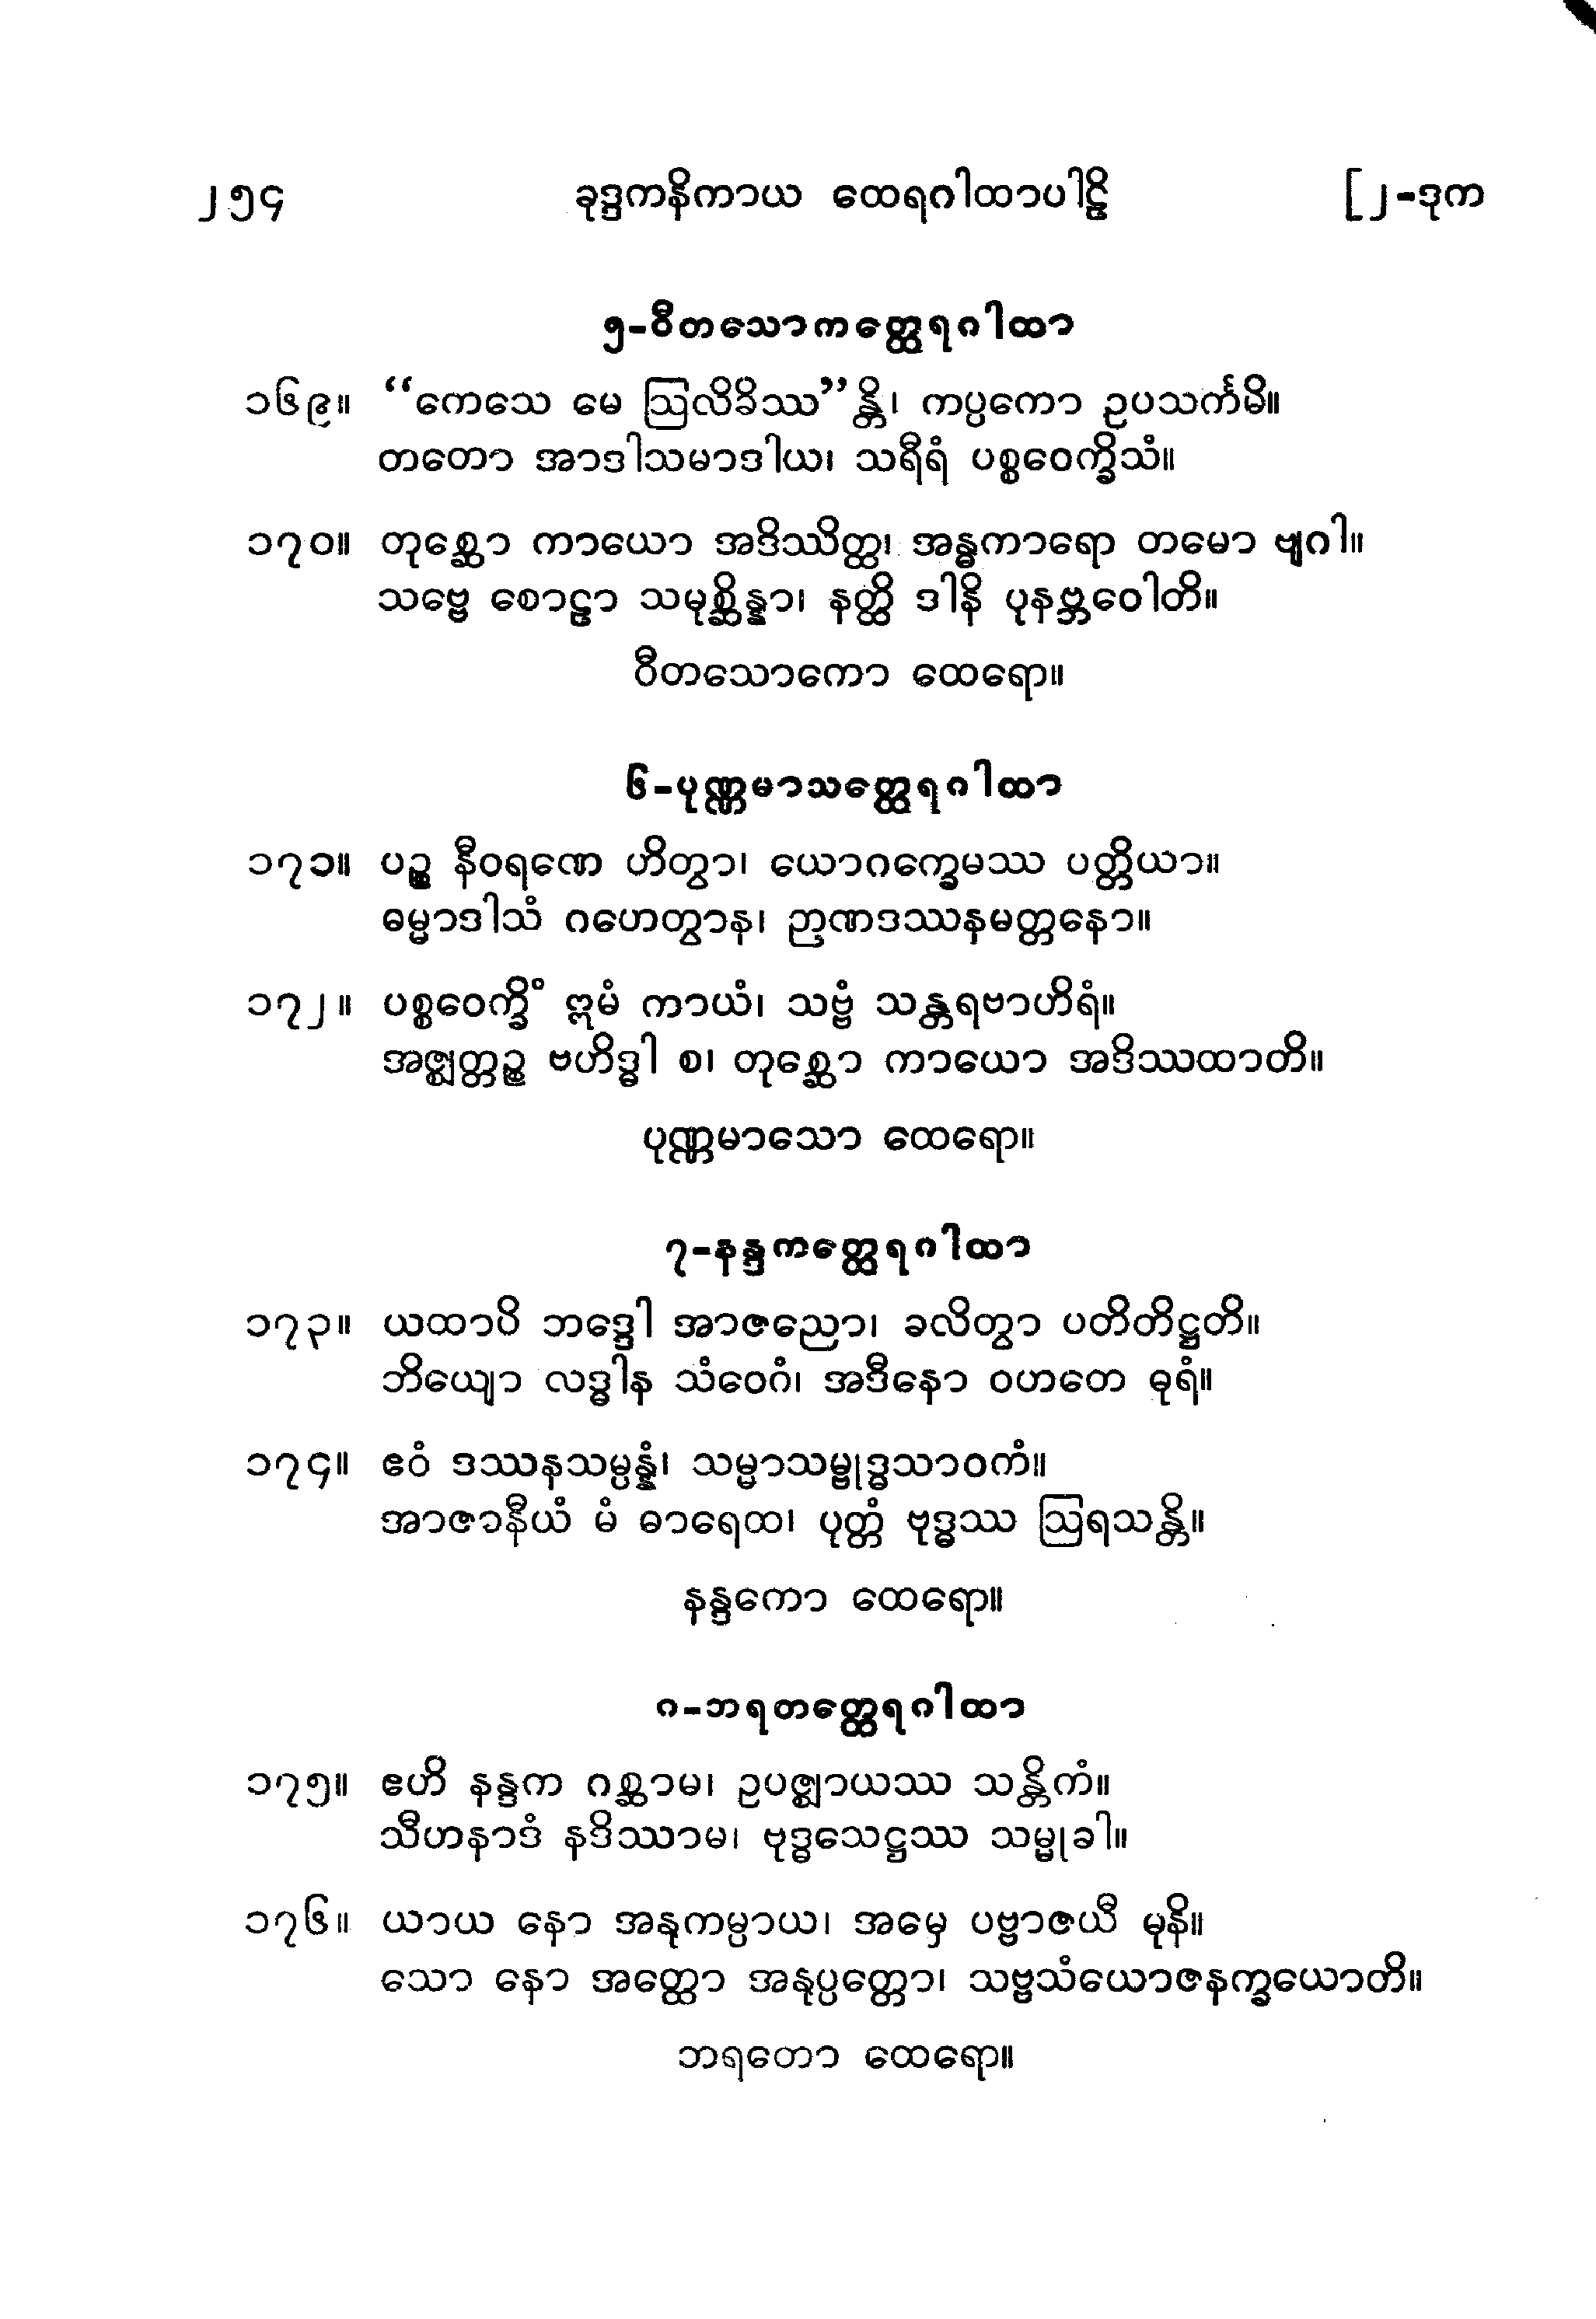 ၂၅၄ ခုဒ္ဒကနိကာယ ထေရဂါထာပါဠိ [၂-ဒုက
၅-ဝီတသောကတ္ထေရဂါထာ
၁၆၉။ “ကေသေ မေ ဩလိခိဿ”န္တိ၊ ကပ္ပကော ဥပသင်္ကမိ။
တတော အာဒါသမာဒါယ၊ သရီရံ ပစ္စဝေက္ခိသံ။
၁၇၀။ တုစ္ဆော ကာယော အဒိဿိတ္ထ၊ အန္ဓကာရော တမော ဗျဂါ။
သဗ္ဗေ စောဠာ သမုစ္ဆိန္နာ၊ နတ္ထိ ဒါနိ ပုနဗ္ဘဝေါတိ။
ဝီတသောကော ထေရော။
၆-ပုဏ္ဏမာသတ္ထေရဂါထာ
၁၇၁။ ပဉ္စ နီဝရဏေ ဟိတွာ၊ ယောဂက္ခေမဿ ပတ္တိယာ။
ဓမ္မာဒါသံ ဂဟေတွာန၊ ဉာဏဒဿနမတ္တနော။
၁၇၂။ ပစ္စဝေက္ခိံ ဣမံ ကာယံ၊ သဗ္ဗံ သန္တရဗာဟိရံ။
အဇ္ဈတ္တဉ္စ ဗဟိဒ္ဓါ စ၊ တုစ္ဆော ကာယော အဒိဿထာတိ။
ပုဏ္ဏမာသော ထေရော။
၇-နန္ဒကတ္ထေရဂါထာ
၁၇၃။ ယထာပိ ဘဒ္ဒေါ အာဇညော၊ ခလိတွာ ပတိတိဋ္ဌတိ။
ဘိယျော လဒ္ဓါန သံဝေဂံ၊ အဒီနော ဝဟတေ ဓုရံ။
၁၇၄။ ဧဝံ ဒဿနသမ္ပန္နံ၊ သမ္မာသမ္ဗုဒ္ဓသာဝကံ။
အာဇာနီယံ မံ ဓာရေထ၊ ပုတ္တံ ဗုဒ္ဓဿ ဩရသန္တိ။
နန္ဒကော ထေရော။
၈-ဘရတတ္ထေရဂါထာ
၁၇၅။ ဧဟိ နန္ဒက ဂစ္ဆာမ၊ ဥပဇ္ဈာယဿ သန္တိကံ။
သီဟနာဒံ နဒိဿာမ၊ ဗုဒ္ဓသေဋ္ဌဿ သမ္မုခါ။
၁၇၆။ ယာယ နော အနုကမ္ပာယ၊ အမှေ ပဗ္ဗာဇယီ မုနိ။
သော နော အတ္ထော အနုပ္ပတ္တော၊ သဗ္ဗသံယောဇနက္ခယောတိ။
ဘရတော ထေရော။